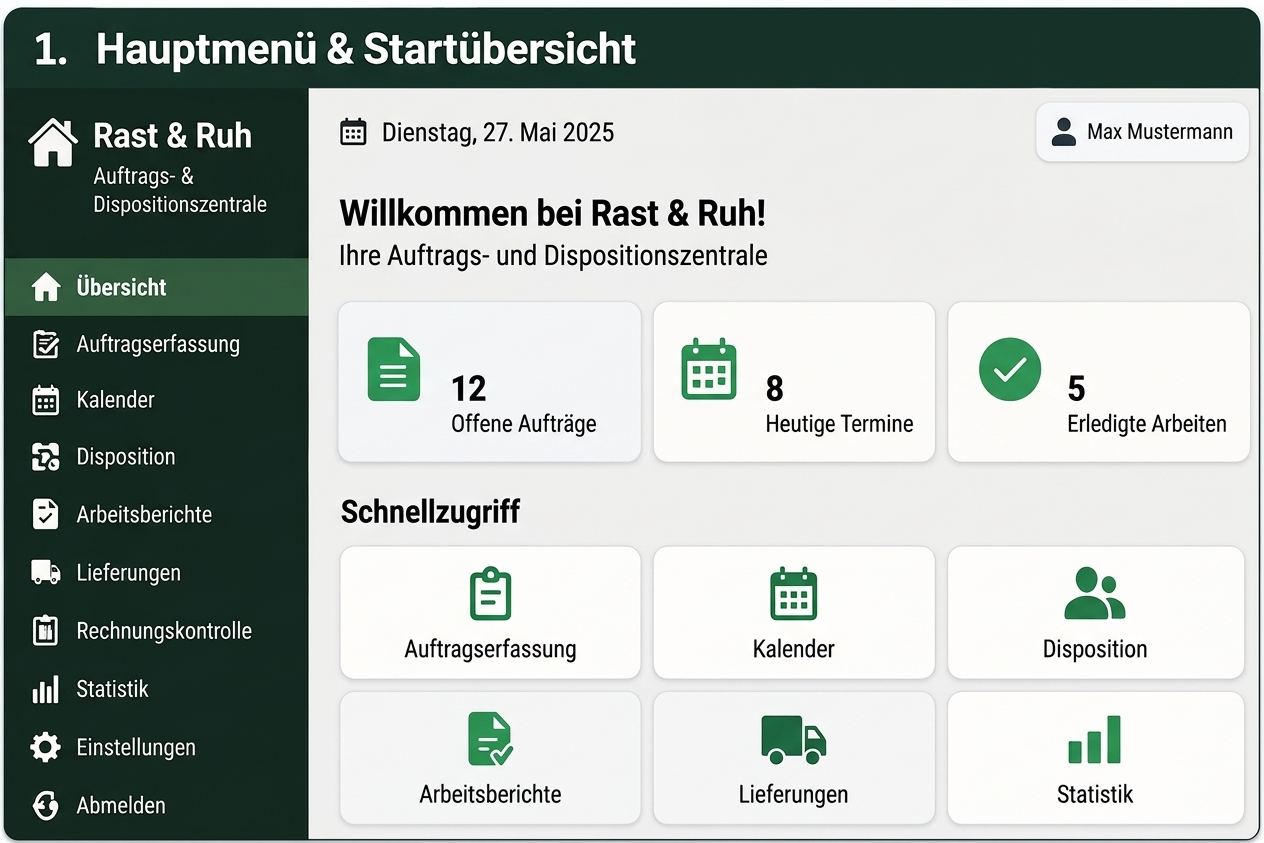 1. Hauptmenü & Startübersicht
Rast & Ruh
Auftrags- &
Dispositionszentrale
Übersicht
Auftragserfassung
Kalender
Disposition
Arbeitsberichte
Lieferungen
Rechnungskontrolle
Statistik
Einstellungen
Abmelden
Dienstag, 27. Mai 2025
Max Mustermann
Willkommen bei Rast & Ruh!
Ihre Auftrags- und Dispositionszentrale
12
Offene Aufträge
8
Heutige Termine
5
Erledigte Arbeiten
Schnellzugriff
Auftragserfassung
Kalender
Disposition
Arbeitsberichte
Lieferungen
Statistik